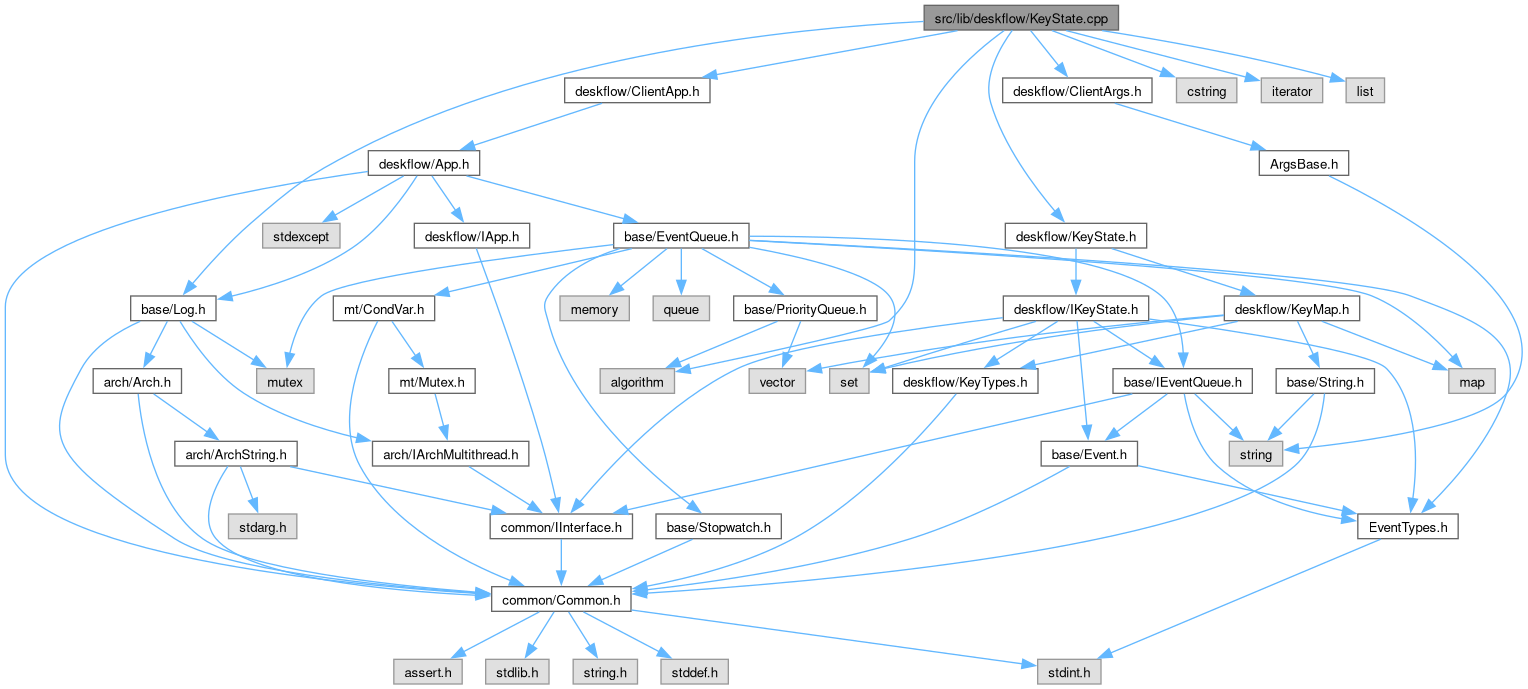 src/lib/deskflow/KeyState.cpp
deskflow/ClientApp.h
deskflow/ClientArgs.h
cstring
iterator
list
deskflow/App.h
ArgsBase.h
stdexcept
deskflow/IApp.h
base/EventQueue.h
deskflow/KeyState.h
base/Log.h
mt/CondVar.h
memory
queue
base/PriorityQueue.h
deskflow/IKeyState.h
deskflow/KeyMap.h
arch/Arch.h
mutex
mt/Mutex.h
algorithm
vector
set
deskflow/KeyTypes.h
base/IEventQueue.h
base/String.h
map
arch/ArchString.h
arch/IArchMultithread.h
base/Event.h
string
stdarg.h
common/IInterface.h
base/Stopwatch.h
EventTypes.h
common/Common.h
assert.h
stdlib.h
string.h
stddef.h
stdint.h